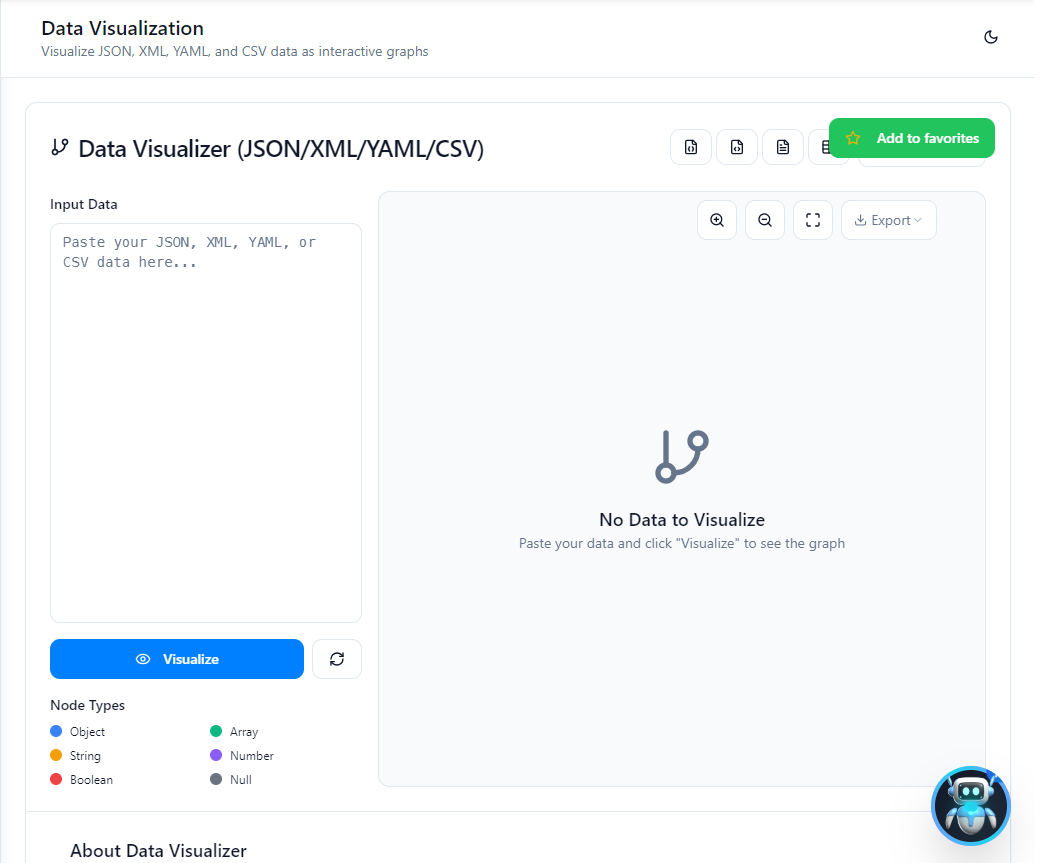 Data Visualization
Visualize JSON, XML, YAML, and CSV data as interactive graphs
Data Visualizer (JSON/XML/YAML/CSV)
Add to favorites
Input Data
Paste your JSON, XML, YAML, or
CSV data here...
Export
No Data to Visualize
Paste your data and click "Visualize" to see the graph
Visualize
Node Types
Object
Array
String
Number
Boolean
Null
About Data Visualizer